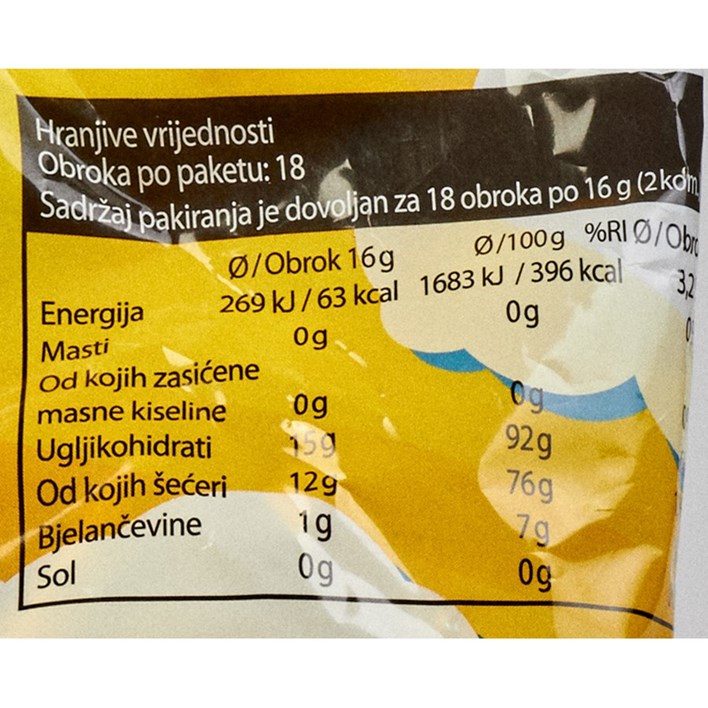 Hranjive vrijednosti
Obroka po paketu: 18
Sadržaj pakiranja je dovoljan za 18 obroka po 16 g (2
Ø/Obrok 16g Ø/100g %RI Ø/
Energija 269 kJ / 63 kcal 1683 kJ / 396 kcal
Masti 0g 0g
Od kojih zasićene
masne kiseline 0g 0g
Ugljikohidrati 15g 92g
Od kojih šećeri 12g 76g
Bjelančevine 1g 7g
Sol 0g 0g